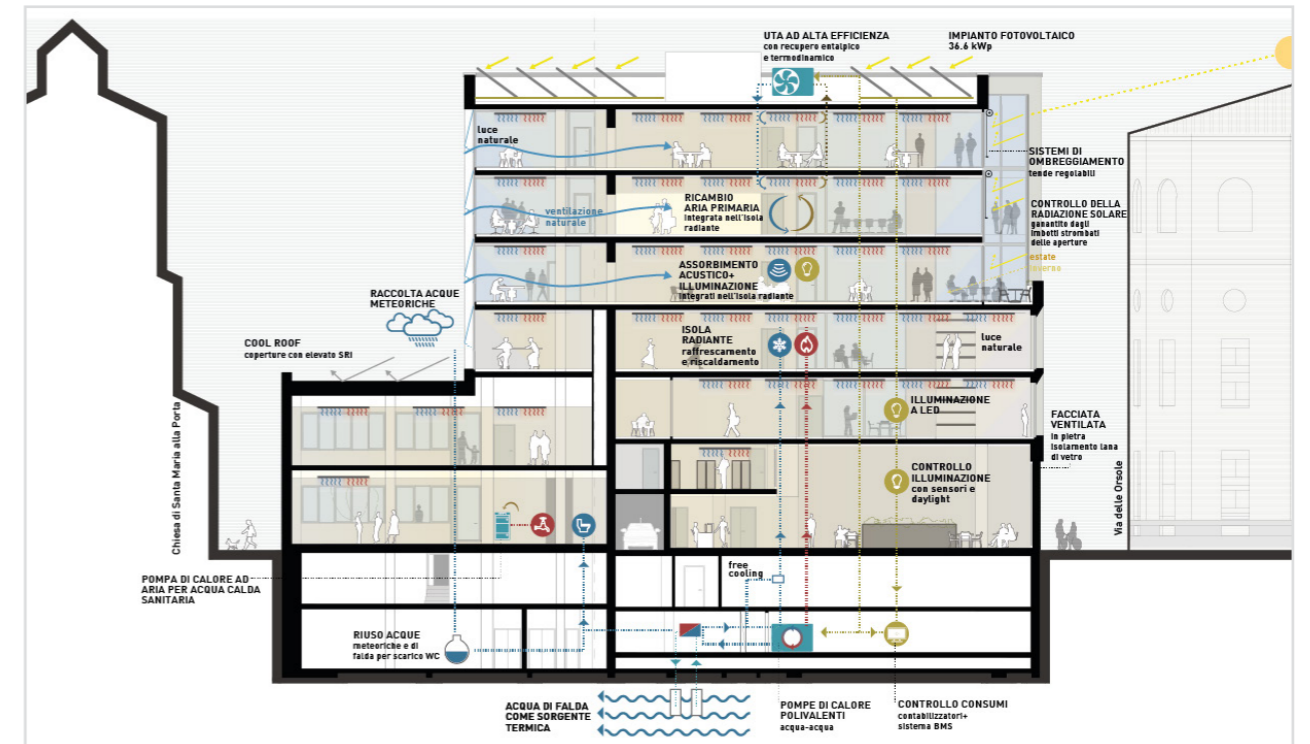 UTA AD ALTA EFFICIENZA
con recupero entalpico
e termodinamico
IMPIANTO FOTOVOLTAICO
36.6 kWp
luce
naturale
SISTEMI DI
OMBREGGIAMENTO
tende regolabili
ventilazione
naturale
RICAMBIO
ARIA PRIMARIA
integrata nell'isola
radiante
CONTROLLO DELLA
RADIAZIONE SOLARE
ganantito dagli
imbotti strombati
delle aperture
estate
inverno
ASSORBIMENTO
ACUSTICO+
ILLUMINAZIONE
integrati nell'isola radiante
RACCOLTA ACQUE
METEORICHE
COOL ROOF
coperture con elevato SRI
ISOLA
RADIANTE
raffrescamento
e riscaldamento
luce
naturale
ILLUMINAZIONE
A LED
FACCIATA
VENTILATA
in pietra
isolamento lana
di vetro
CONTROLLO
ILLUMINAZIONE
con sensori e
daylight
Chiesa di Santa Maria alla Porta
Via delle Orsole
POMPA DI CALORE AD
ARIA PER ACQUA CALDA
SANITARIA
free
cooling
RIUSO ACQUE
meteoriche e di
falda per scarico WC
ACQUA DI FALDA
COME SORGENTE
TERMICA
POMPE DI CALORE
POLIVALENTI
acqua-acqua
CONTROLLO CONSUMI
contabilizzatori+
sistema BMS